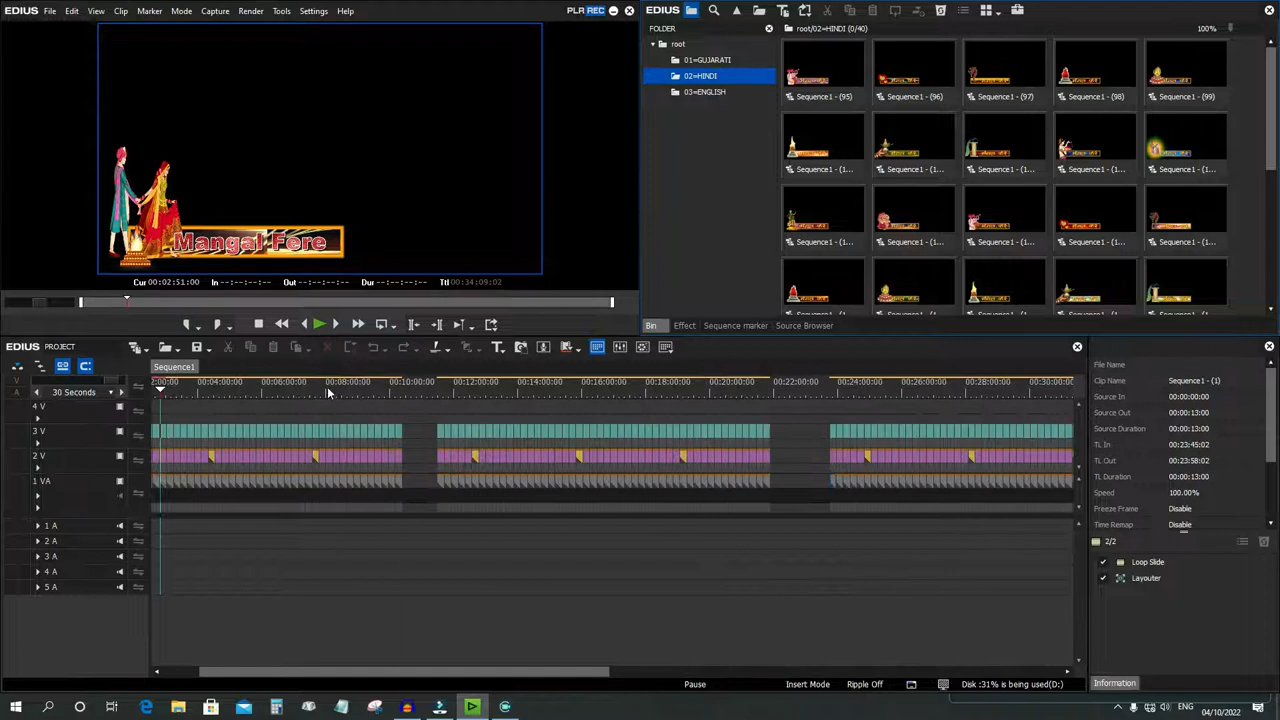 EDIUS File Edit View Clip Marker Mode Capture Render Tools Settings Help PLR REC
Mangal Fere
Cur 00:02:51:00 In --:--:--:-- Out --:--:--:-- Dur --:--:--:-- Ttl 00:34:09:02
EDIUS
FOLDER
root
01=GUJARATI
02=HINDI
03=ENGLISH
root/02=HINDI (0/40) 100%
Sequence1 - (95) Sequence1 - (96) Sequence1 - (97) Sequence1 - (98) Sequence1 - (99)
Sequence1 - (1... Sequence1 - (1... Sequence1 - (1... Sequence1 - (1... Sequence1 - (1...
Sequence1 - (1... Sequence1 - (1... Sequence1 - (1... Sequence1 - (1... Sequence1 - (1...
Bin Effect Sequence marker Source Browser
EDIUS PROJECT
Sequence1
V
A
30 Seconds
2:00:00 00:04:00:00 00:06:00:00 00:08:00:00 00:10:00:00 00:12:00:00 00:14:00:00 00:16:00:00 00:18:00:00 00:20:00:00 00:22:00:00 00:24:00:00 00:26:00:00 00:28:00:00 00:30:00:00
4 V
3 V
2 V
1 VA
1 A
2 A
3 A
4 A
5 A
File Name
Clip Name Sequence 1 - (1)
Source In 00:00:00:00
Source Out 00:00:13:00
Source Duration 00:00:13:00
TL In 00:23:45:02
TL Out 00:23:58:02
TL Duration 00:00:13:00
Speed 100.00%
Freeze Frame Disable
Time Remap Disable
2/2
Loop Slide
Layouter
Information
Pause Insert Mode Ripple Off Disk :31% is being used(D:)
ENG 07:06 PM
04/10/2022